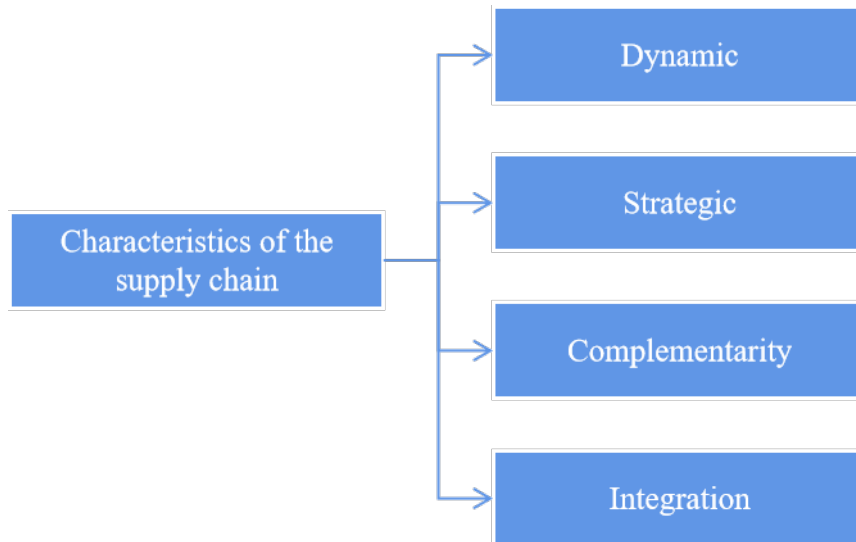 Characteristics of the
supply chain
Dynamic
Strategic
Complementarity
Integration